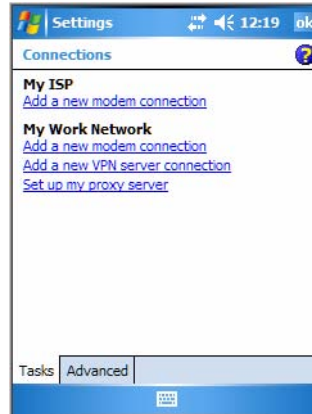 Settings 12:19 ok
Connections ?
My ISP
Add a new modem connection
My Work Network
Add a new modem connection
Add a new VPN server connection
Set up my proxy server
Tasks Advanced